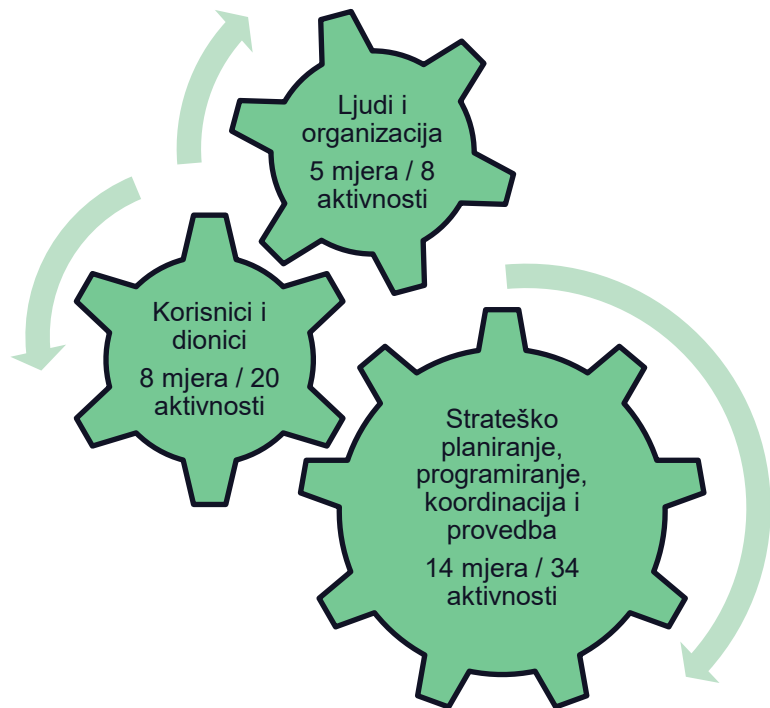 Ljudi i
organizacija
5 mjera / 8
aktivnosti
Korisnici i
dionici
8 mjera / 20
aktivnosti
Strateško
planiranje,
programiranje,
koordinacija i
provedba
14 mjera / 34
aktivnosti